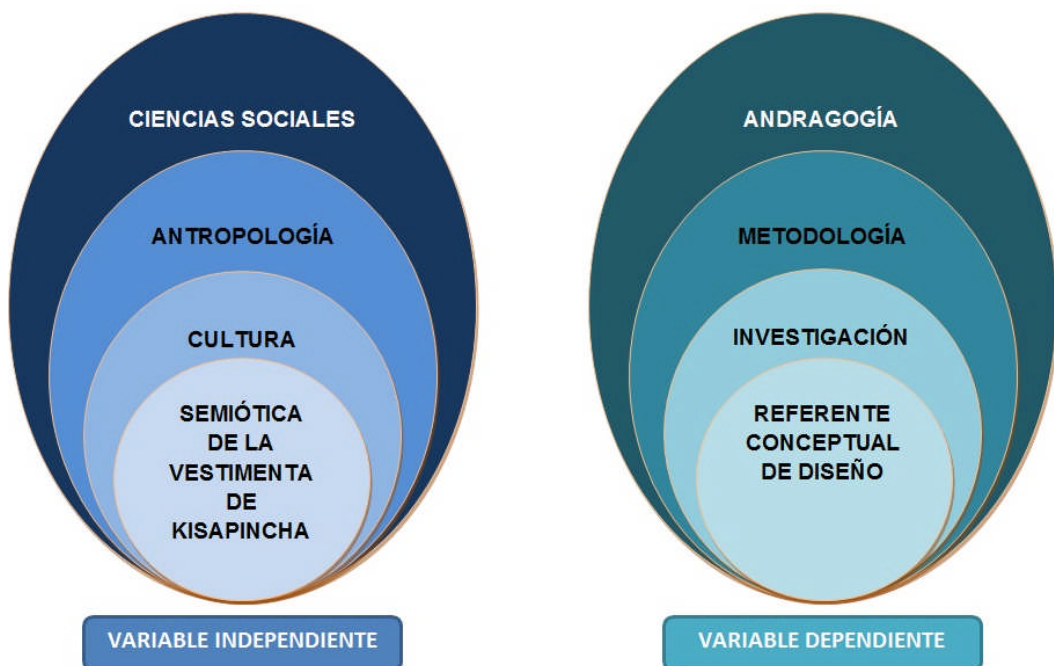 CIENCIAS SOCIALES
ANTROPOLOGÍA
CULTURA
SEMIÓTICA
DE LA
VESTIMENTA
DE
KISAPINCHA
VARIABLE INDEPENDIENTE
ANDRAGOGÍA
METODOLOGÍA
INVESTIGACIÓN
REFERENTE
CONCEPTUAL
DE DISEÑO
VARIABLE DEPENDIENTE